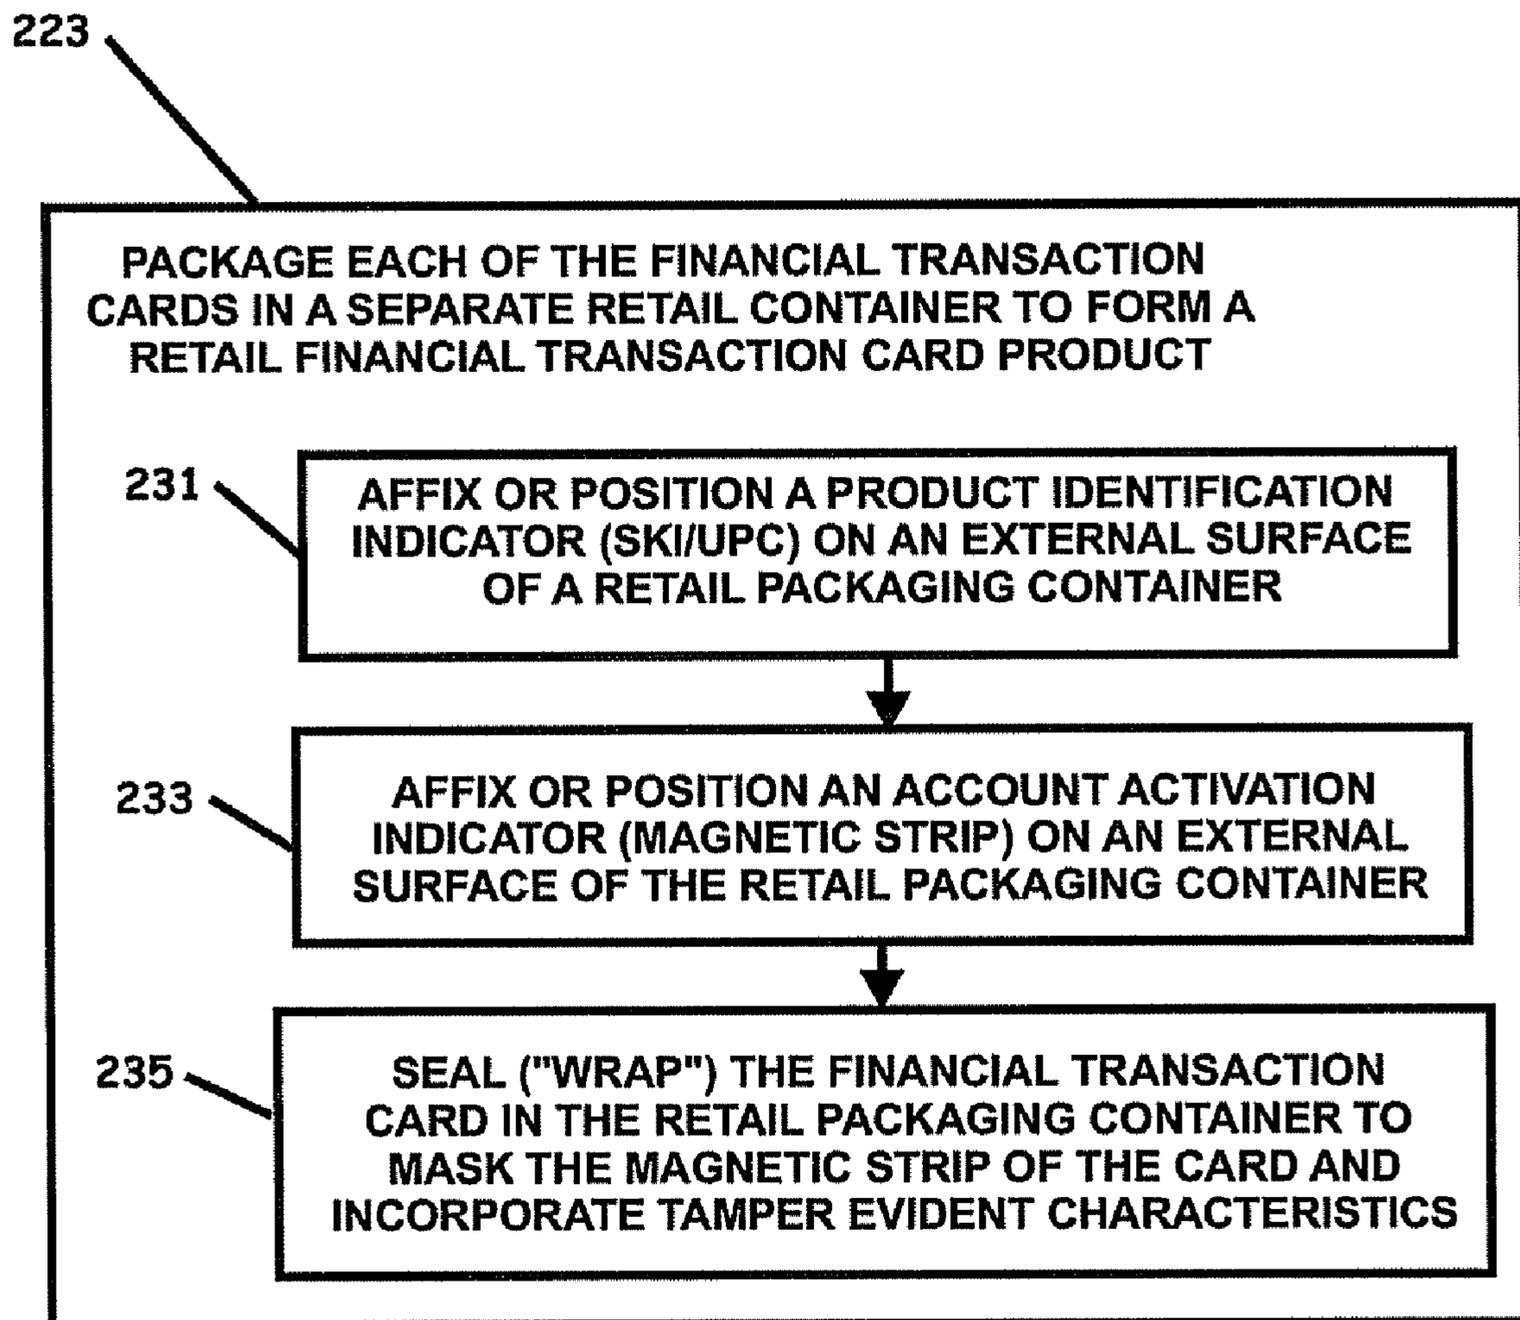 223
PACKAGE EACH OF THE FINANCIAL TRANSACTION
CARDS IN A SEPARATE RETAIL CONTAINER TO FORM A
RETAIL FINANCIAL TRANSACTION CARD PRODUCT
231
AFFIX OR POSITION A PRODUCT IDENTIFICATION
INDICATOR (SKI/UPC) ON AN EXTERNAL SURFACE
OF A RETAIL PACKAGING CONTAINER
233
AFFIX OR POSITION AN ACCOUNT ACTIVATION
INDICATOR (MAGNETIC STRIP) ON AN EXTERNAL
SURFACE OF THE RETAIL PACKAGING CONTAINER
235
SEAL ("WRAP") THE FINANCIAL TRANSACTION
CARD IN THE RETAIL PACKAGING CONTAINER TO
MASK THE MAGNETIC STRIP OF THE CARD AND
INCORPORATE TAMPER EVIDENT CHARACTERISTICS